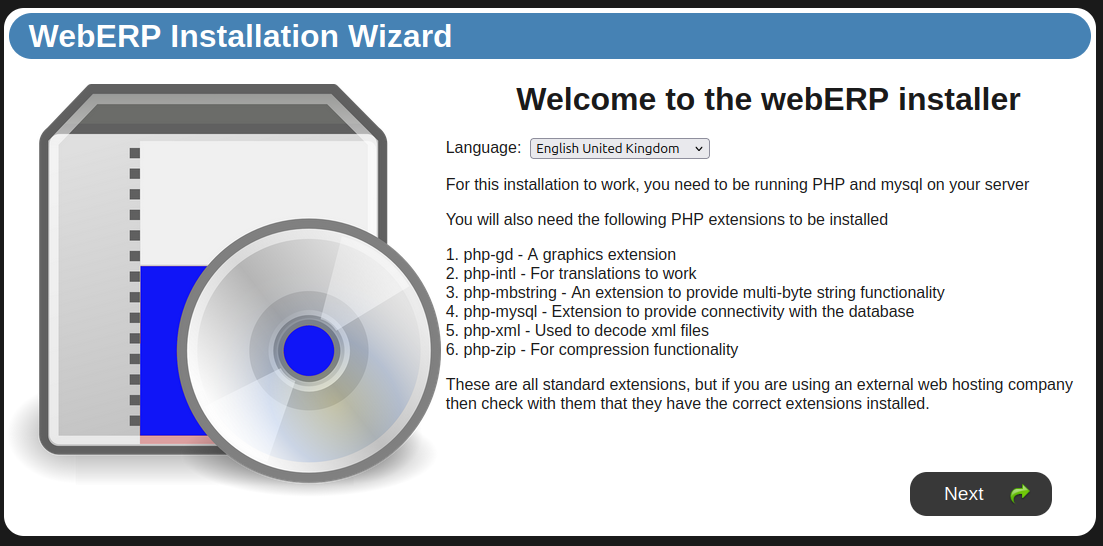 WebERP Installation Wizard
Welcome to the webERP installer
Language: English United Kingdom
For this installation to work, you need to be running PHP and mysql on your server
You will also need the following PHP extensions to be installed
1. php-gd - A graphics extension
2. php-intl - For translations to work
3. php-mbstring - An extension to provide multi-byte string functionality
4. php-mysql - Extension to provide connectivity with the database
5. php-xml - Used to decode xml files
6. php-zip - For compression functionality
These are all standard extensions, but if you are using an external web hosting company
then check with them that they have the correct extensions installed.
Next